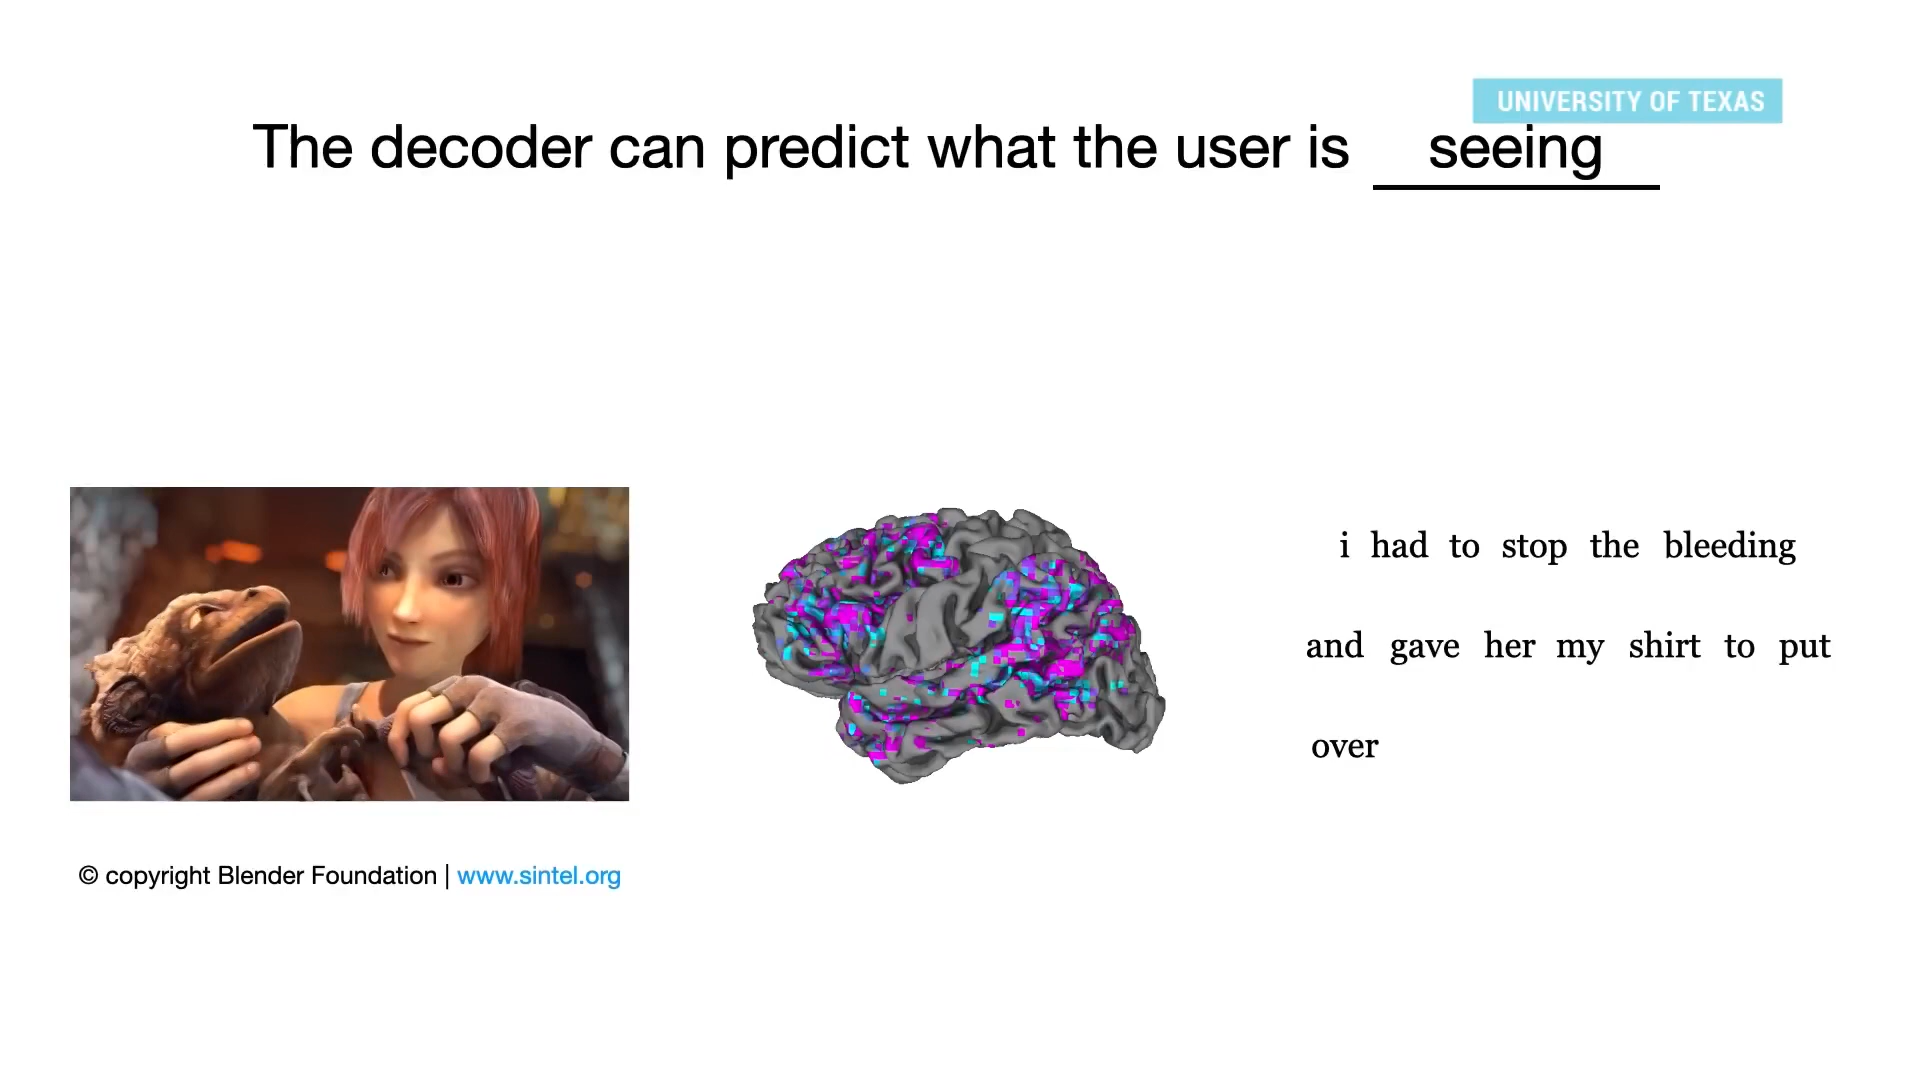 UNIVERSITY OF TEXAS
The decoder can predict what the user is seeing
i had to stop the bleeding
and gave her my shirt to put
over
© copyright Blender Foundation | www.sintel.org